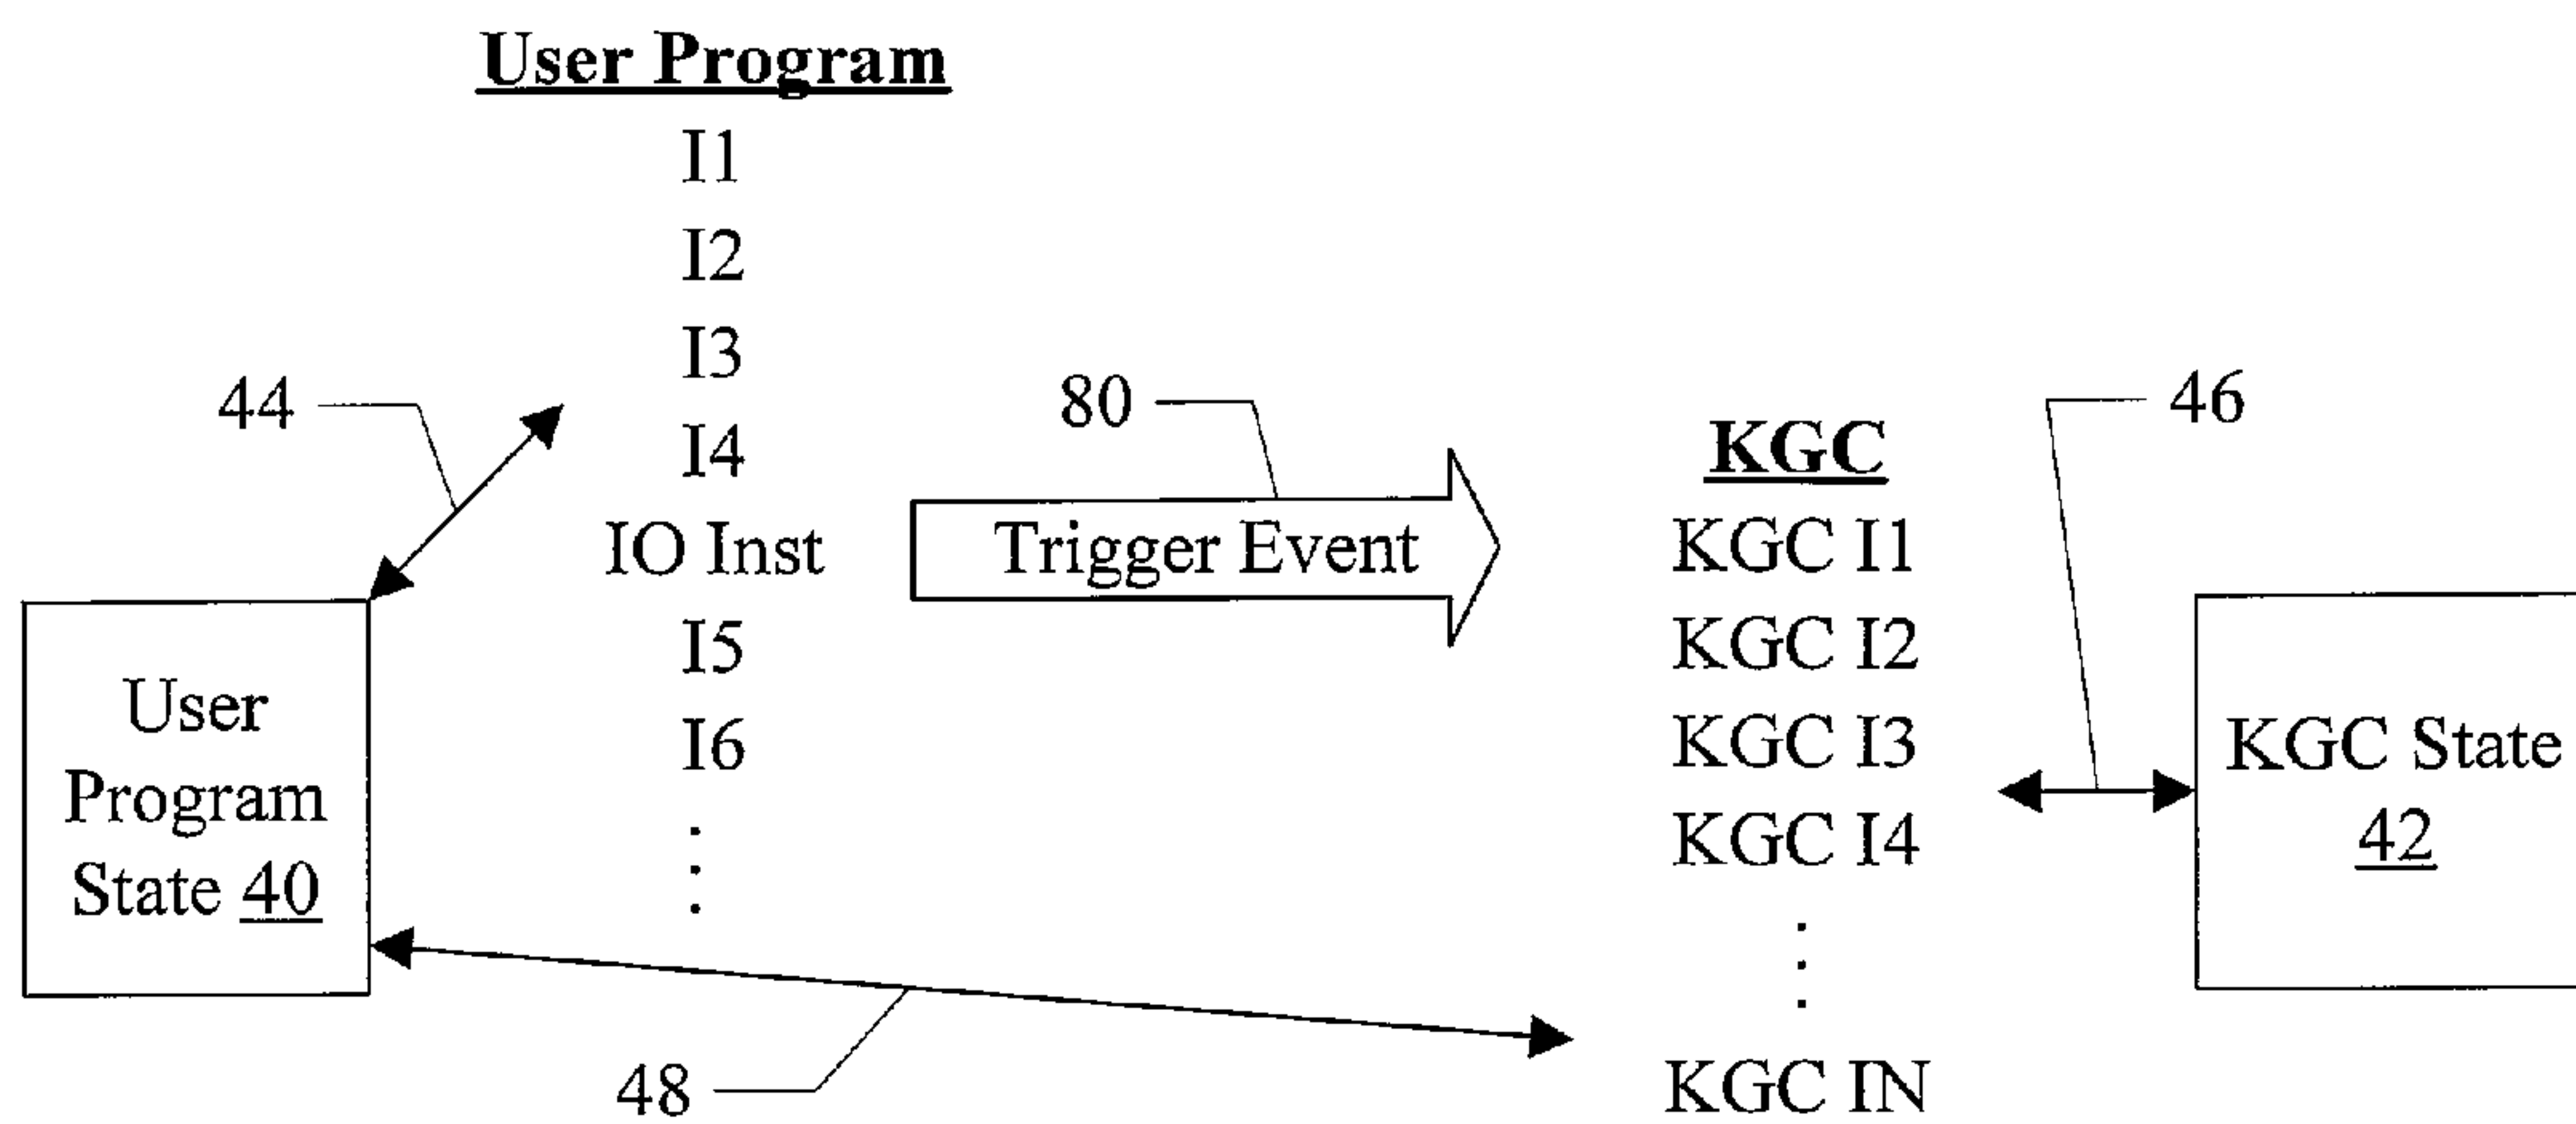 User Program
I1
I2
I3
I4
IO Inst
I5
I6
44
80
Trigger Event
46
KGC
KGC I1
KGC I2
KGC I3
KGC I4
KGC IN
User
Program
State 40
KGC State
42
48